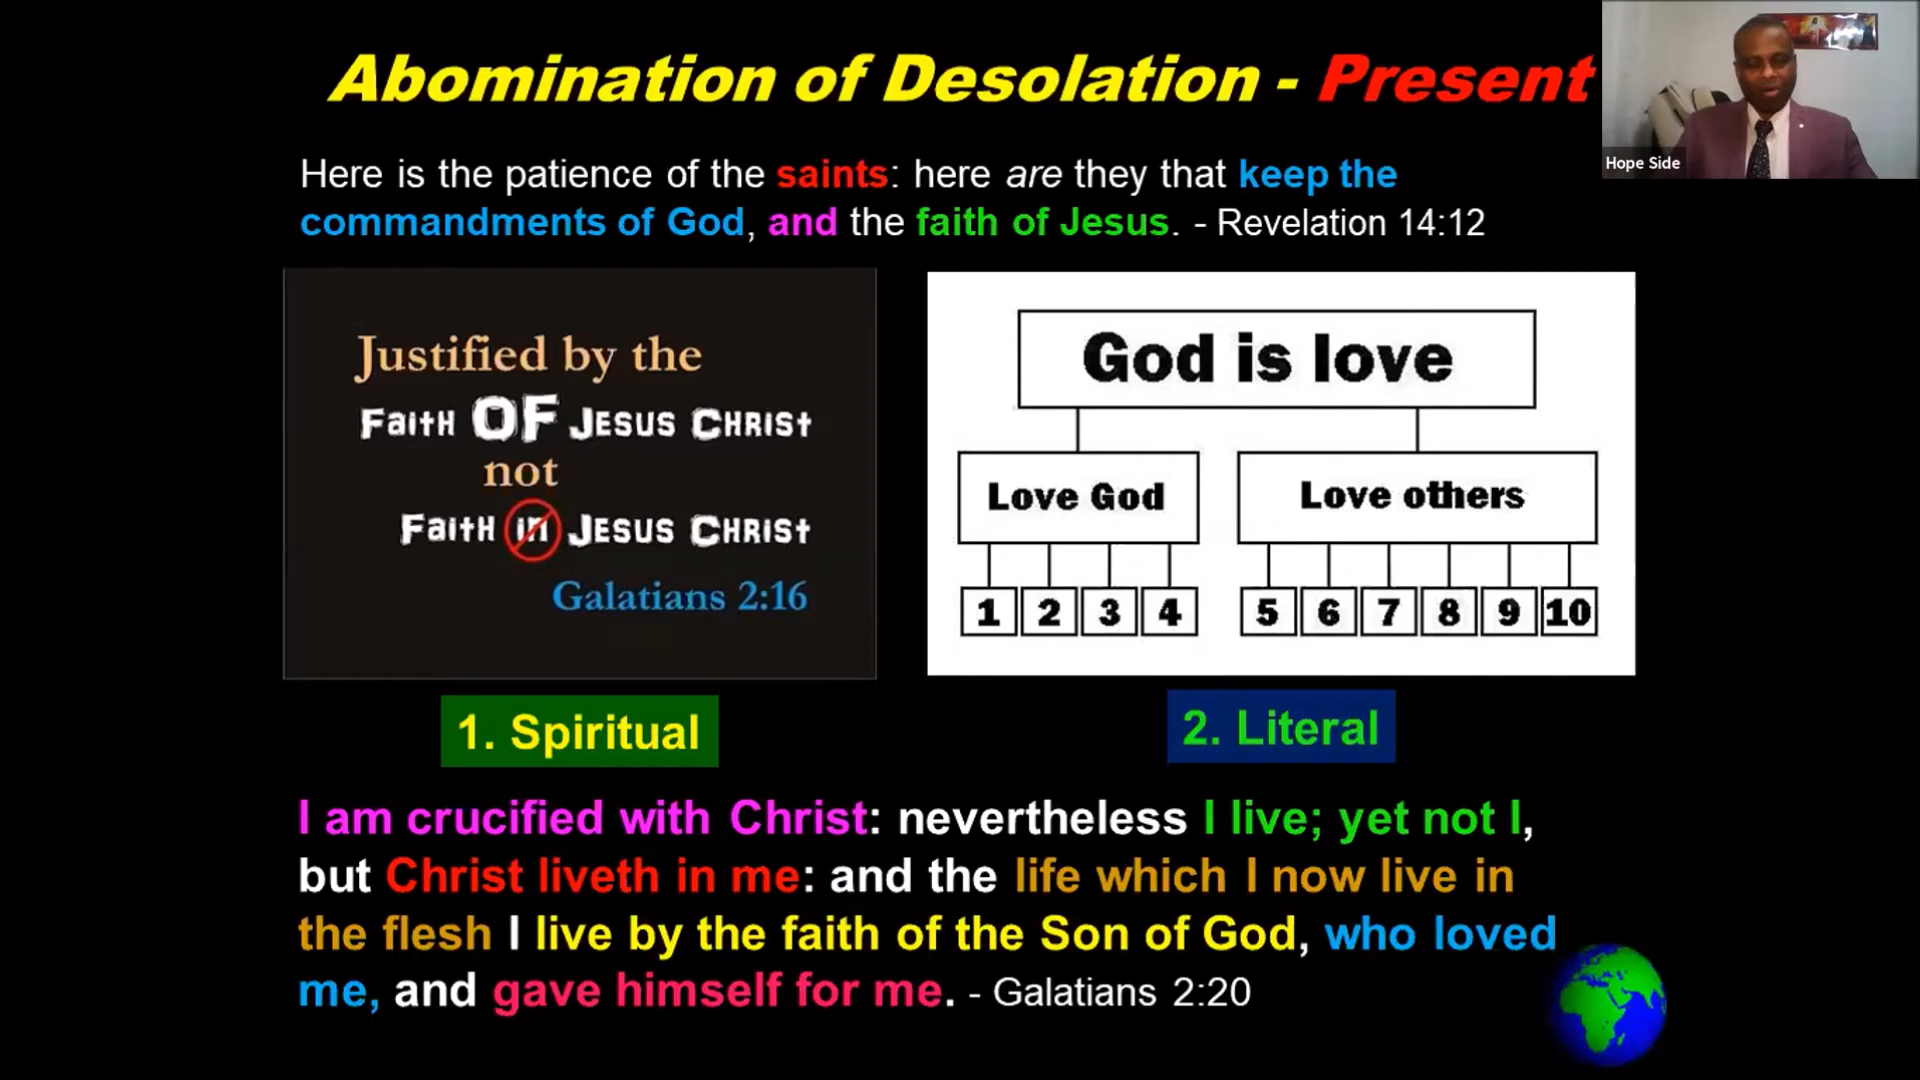 Abomination of Desolation - Present
Hope Side
Here is the patience of the saints: here are they that keep the
commandments of God, and the faith of Jesus. - Revelation 14:12
Justified by the
Faith OF Jesus Christ
not
Faith in Jesus Christ
Galatians 2:16
God is love
Love God
Love others
1 2 3 4 5 6 7 8 9 10
1. Spiritual
2. Literal
I am crucified with Christ: nevertheless I live; yet not I,
but Christ liveth in me: and the life which I now live in
the flesh I live by the faith of the Son of God, who loved
me, and gave himself for me. - Galatians 2:20